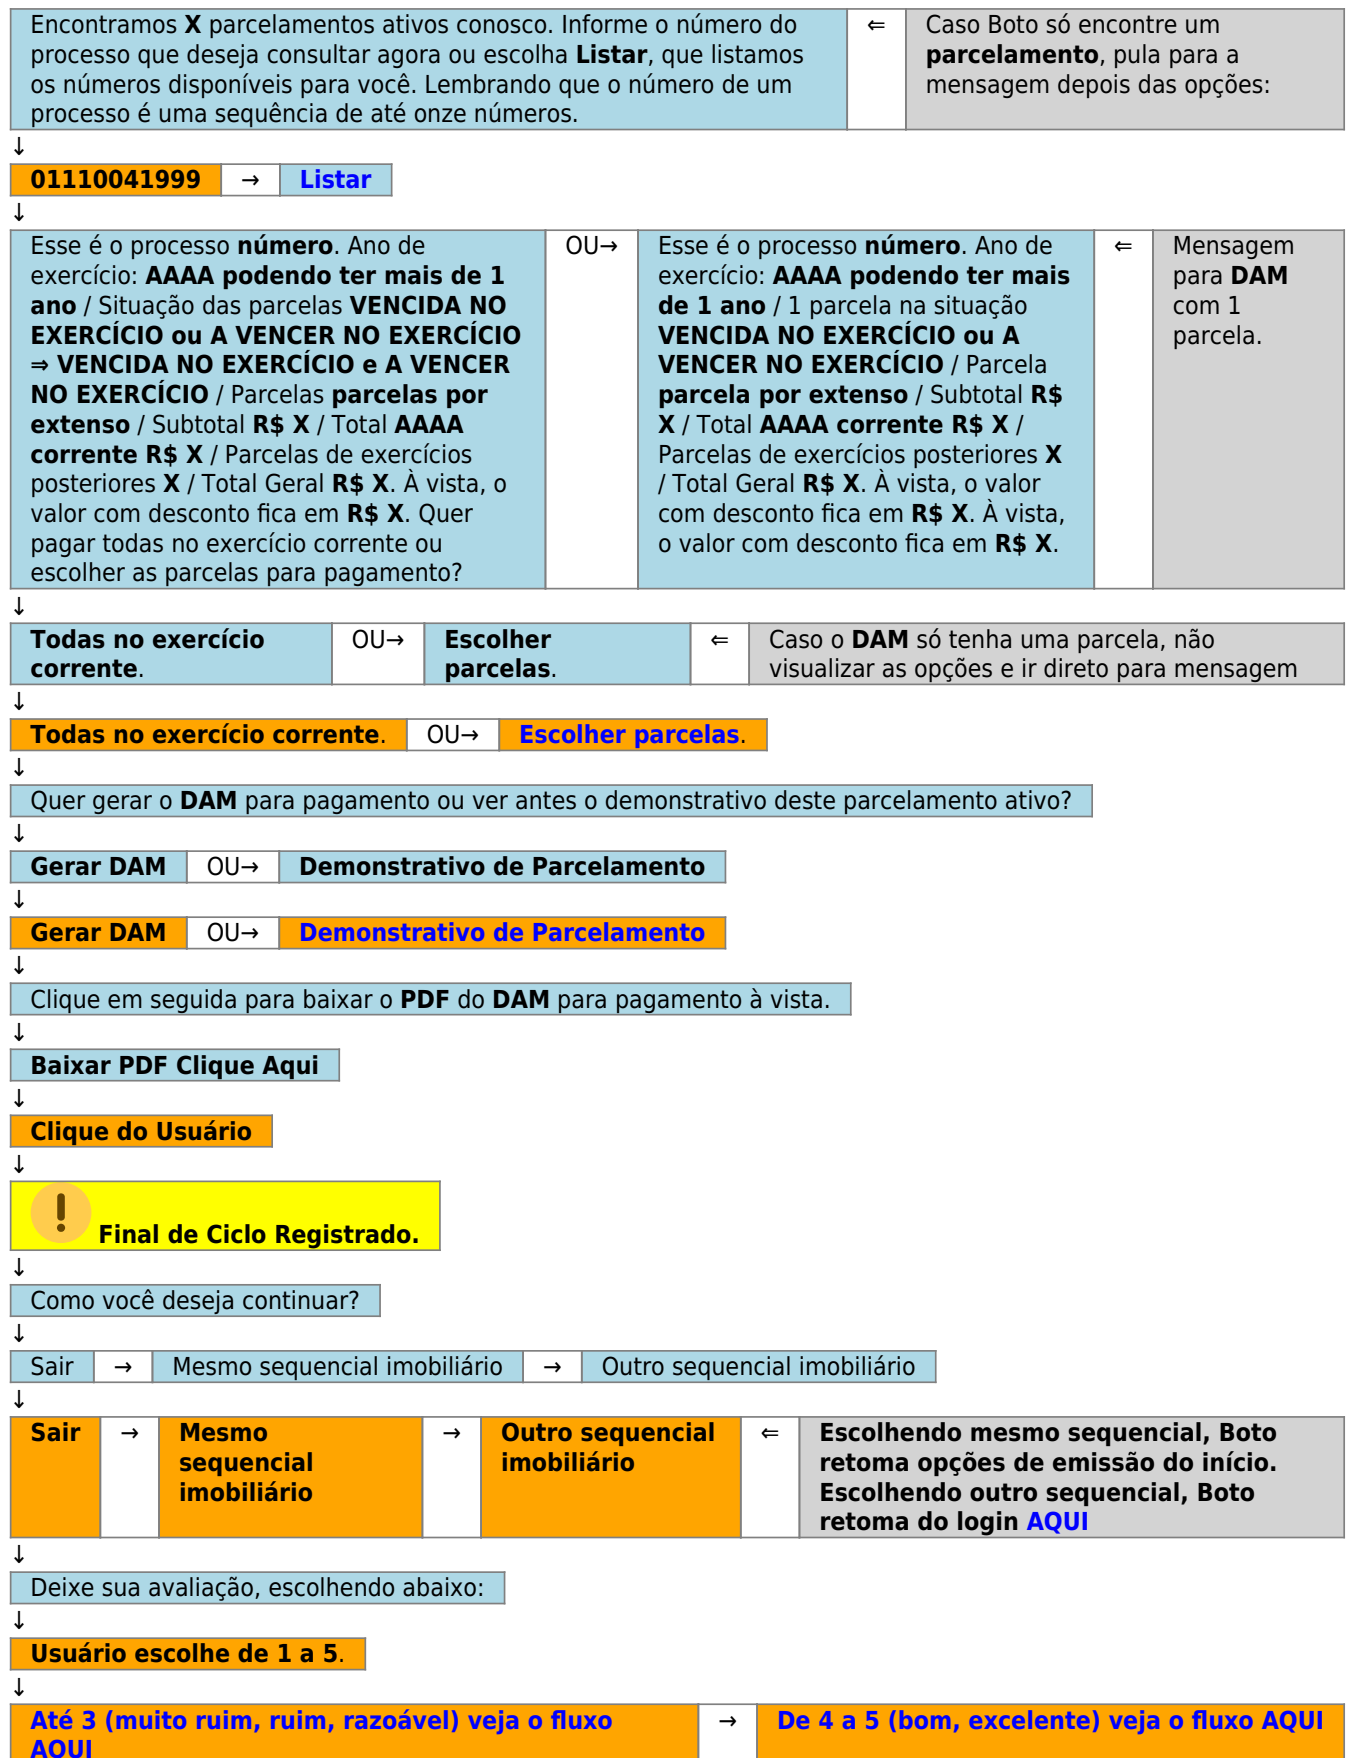 Encontramos X parcelamentos ativos conosco. Informe o número do
processo que deseja consultar agora ou escolha Listar, que listamos
os números disponíveis para você. Lembrando que o número de um
processo é uma sequência de até onze números.
⇐
Caso Boto só encontre um
parcelamento, pula para a
mensagem depois das opções:
↓
01110041999 → Listar
↓
Esse é o processo número. Ano de
exercício: AAAA podendo ter mais de 1
ano / Situação das parcelas VENCIDA NO
EXERCÍCIO ou A VENCER NO EXERCÍCIO
⇒ VENCIDA NO EXERCÍCIO e A VENCER
NO EXERCÍCIO / Parcelas parcelas por
extenso / Subtotal R$ X / Total AAAA
corrente R$ X / Parcelas de exercícios
posteriores X / Total Geral R$ X. À vista, o
valor com desconto fica em R$ X. Quer
pagar todas no exercício corrente ou
escolher as parcelas para pagamento?
OU→
Esse é o processo número. Ano de
exercício: AAAA podendo ter mais
de 1 ano / 1 parcela na situação
VENCIDA NO EXERCÍCIO ou A
VENCER NO EXERCÍCIO / Parcela
parcela por extenso / Subtotal R$
X / Total AAAA corrente R$ X /
Parcelas de exercícios posteriores X
/ Total Geral R$ X. À vista, o valor
com desconto fica em R$ X. À vista,
o valor com desconto fica em R$ X.
⇐
Mensagem
para DAM
com 1
parcela.
↓
Todas no exercício
corrente.
OU→
Escolher
parcelas.
⇐
Caso o DAM só tenha uma parcela, não
visualizar as opções e ir direto para mensagem
↓
Todas no exercício corrente. OU→ Escolher parcelas.
↓
Quer gerar o DAM para pagamento ou ver antes o demonstrativo deste parcelamento ativo?
↓
Gerar DAM OU→ Demonstrativo de Parcelamento
↓
Gerar DAM OU→ Demonstrativo de Parcelamento
↓
Clique em seguida para baixar o PDF do DAM para pagamento à vista.
↓
Baixar PDF Clique Aqui
↓
Clique do Usuário
↓
! Final de Ciclo Registrado.
↓
Como você deseja continuar?
↓
Sair → Mesmo sequencial imobiliário → Outro sequencial imobiliário
↓
Sair
→
Mesmo
sequencial
imobiliário
→
Outro sequencial
imobiliário
⇐
Escolhendo mesmo sequencial, Boto
retoma opções de emissão do início.
Escolhendo outro sequencial, Boto
retoma do login AQUI
↓
Deixe sua avaliação, escolhendo abaixo:
↓
Usuário escolhe de 1 a 5.
↓
Até 3 (muito ruim, ruim, razoável) veja o fluxo
AQUI
→
De 4 a 5 (bom, excelente) veja o fluxo AQUI